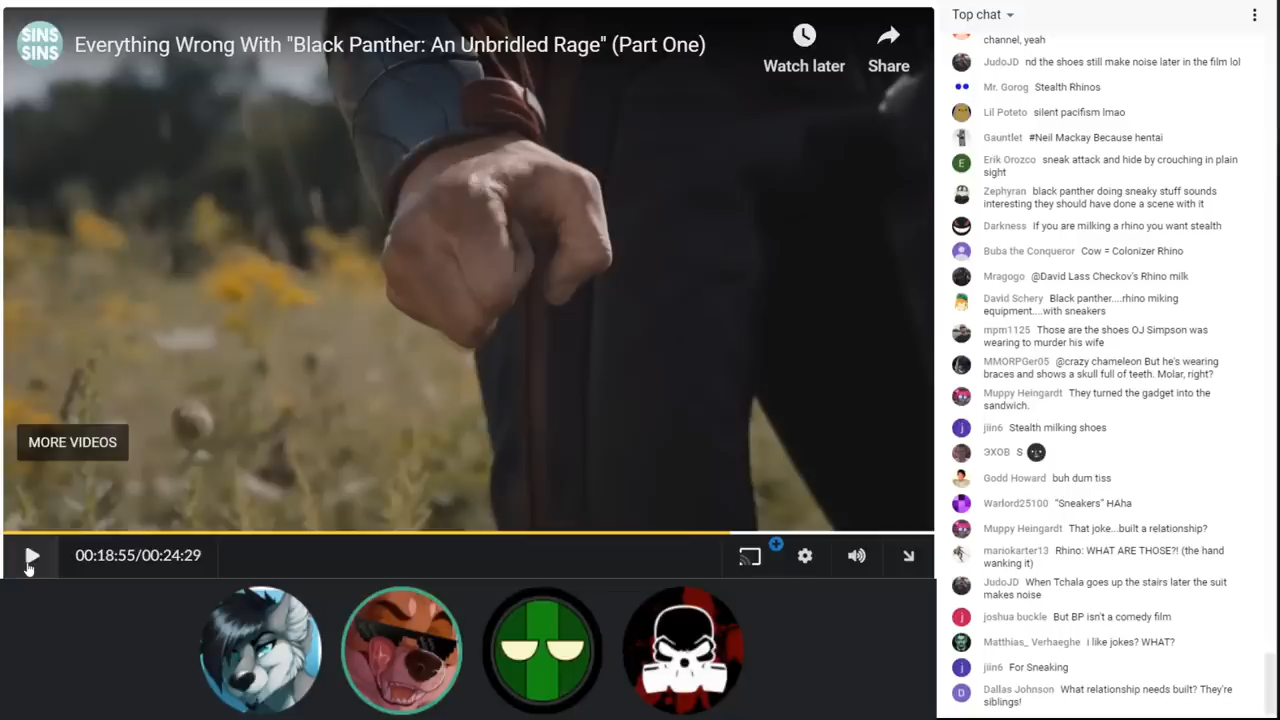 SINS
SINS
Everything Wrong With "Black Panther: An Unbridled Rage" (Part One)
Watch later
Share
MORE VIDEOS
00:18:55/00:24:29
Top chat
channel, yeah
JudoJD nd the shoes still make noise later in the film lol
Mr. Gorog Stealth Rhinos
Lil Poteto silent pacifism lmao
Gauntlet #Neil Mackay Because hentai
E
Erik Orozco sneak attack and hide by crouching in plain
sight
Zephyran black panther doing sneaky stuff sounds
interesting they should have done a scene with it
Darkness If you are milking a rhino you want stealth
Buba the Conqueror Cow = Colonizer Rhino
Mragogo @David Lass Checkov's Rhino milk
David Schery Black panther....rhino miking
equipment....with sneakers
mpm1125 Those are the shoes OJ Simpson was
wearing to murder his wife
MMORPGer05 @crazy chameleon But he's wearing
braces and shows a skull full of teeth. Molar, right?
Muppy Heingardt They turned the gadget into the
sandwich.
j
jiin6 Stealth milking shoes
ЭХОВ S
Godd Howard buh dum tiss
Warlord25100 "Sneakers" HAha
Muppy Heingardt That joke...built a relationship?
mariokarter13 Rhino: WHAT ARE THOSE?! (the hand
wanking it)
JudoJD When Tchala goes up the stairs later the suit
makes noise
j
joshua buckle But BP isn't a comedy film
Matthias_ Verhaeghe i like jokes? WHAT?
j
jiin6 For Sneaking
D
Dallas Johnson What relationship needs built? They're
siblings!